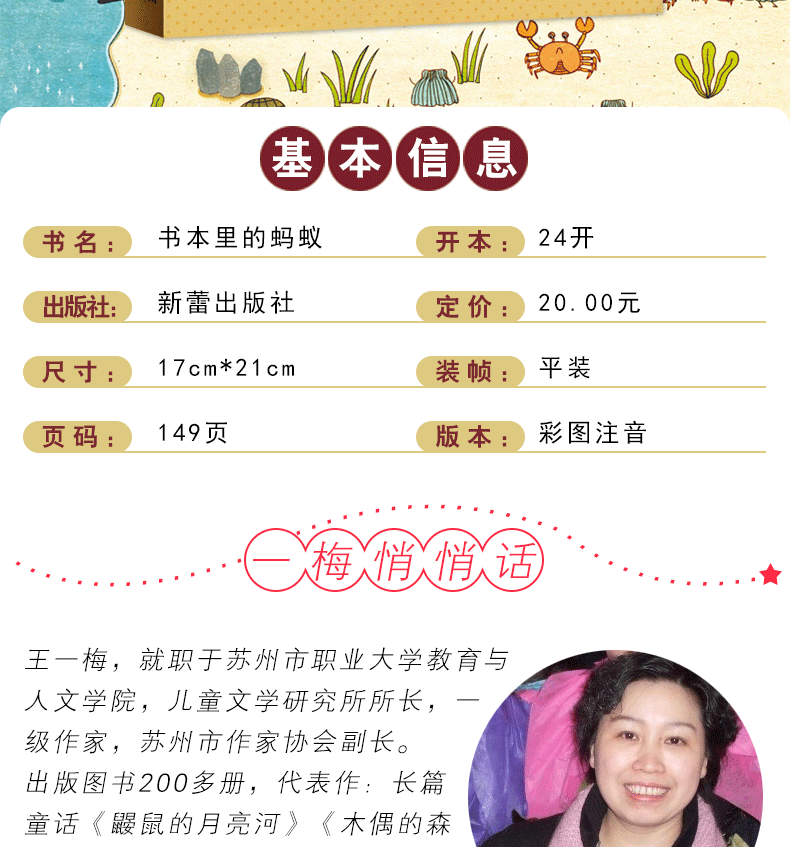 基本信息
书名： 书本里的蚂蚁 开本： 24开
出版社： 新蕾出版社 定价： 20.00元
尺寸： 17cm*21cm 装帧： 平装
页码： 149页 版本： 彩图注音
一梅悄悄话
王一梅，就职于苏州市职业大学教育与
人文学院，儿童文学研究所所长，一
级作家，苏州市作家协会副长。
出版图书200多册，代表作：长篇
童话《鼹鼠的月亮河》《木偶的森